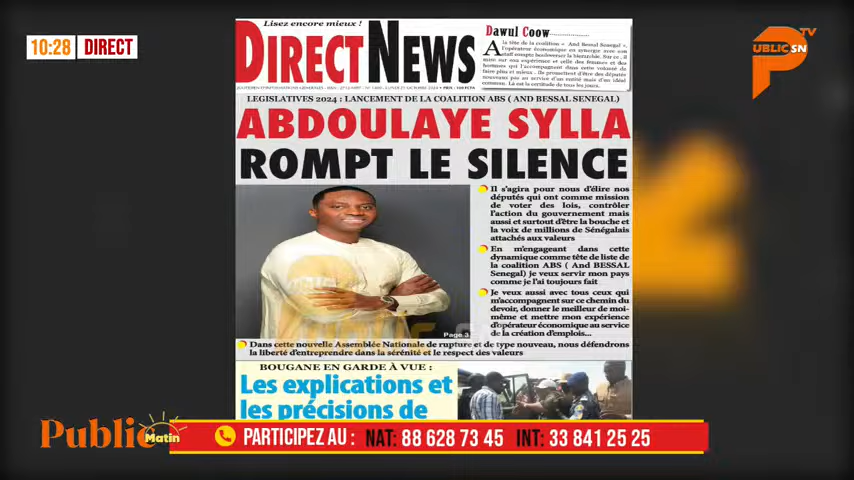 10:28 DIRECT
PUBLIC SN TV
Lisez encore mieux !
DIRECT NEWS
Dawul Coow
LEGISLATIVES 2024 : LANCEMENT DE LA COALITION ABS ( AND BESSAL SENEGAL)
ABDOULAYE SYLLA
ROMPT LE SILENCE
Il s'agira pour nous d'élire nos
députés qui ont comme mission
de voter des lois, contrôler
l'action du gouvernement mais
aussi et surtout d'être la bouche et
la voix de millions de Sénégalais
attachés aux valeurs
En m'engageant dans cette
dynamique comme tête de liste de
la coalition ABS ( And BESSAL
Senegal) je veux servir mon pays
comme je l'ai toujours fait
Je veux aussi avec tous ceux qui
m'accompagnent sur ce chemin du
devoir, donner le meilleur de moi-
même et mettre mon expérience
d'opérateur économique au service
de la création d'emplois...
Page 3
Dans cette nouvelle Assemblée Nationale de rupture et de type nouveau, nous défendrons
la liberté d'entreprendre dans la sérénité et le respect des valeurs
BOUGANE EN GARDE À VUE :
Les explications et
les précisions de
Public Matin
PARTICIPEZ AU : NAT: 88 628 73 45 INT: 33 841 25 25